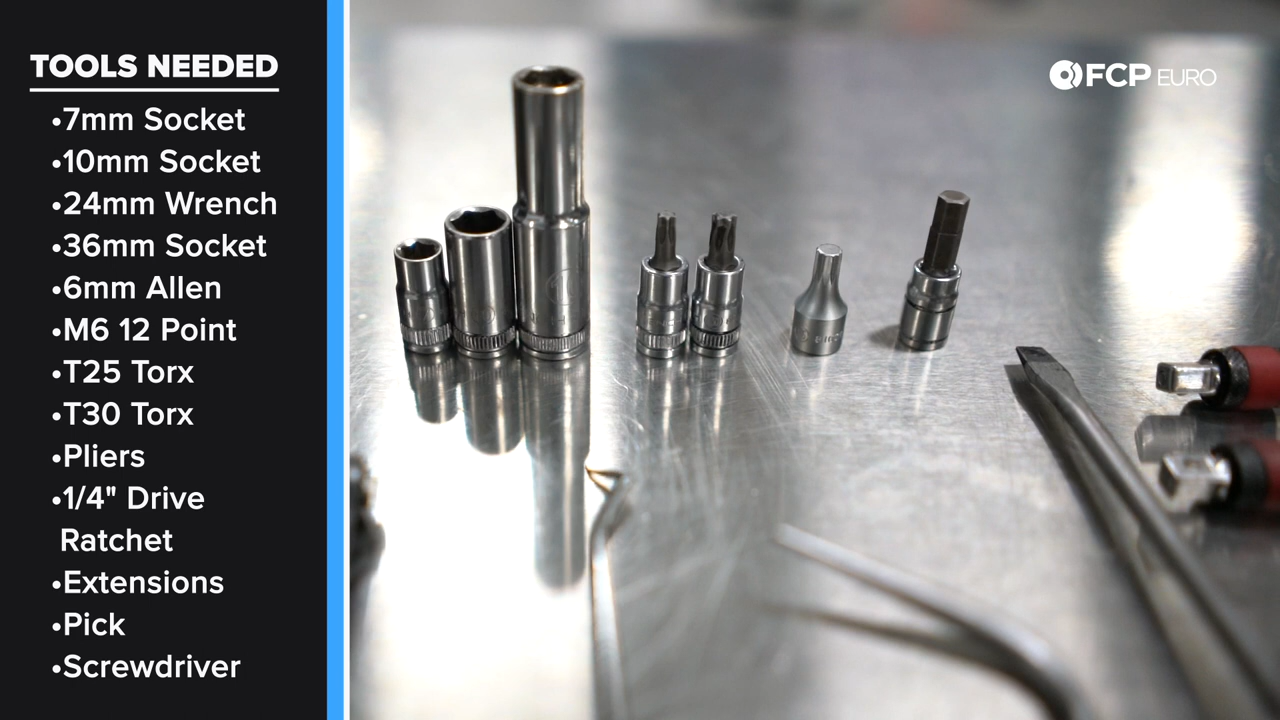 TOOLS NEEDED
•7mm Socket
•10mm Socket
•24mm Wrench
•36mm Socket
•6mm Allen
•M6 12 Point
•T25 Torx
•T30 Torx
•Pliers
•1/4" Drive
Ratchet
•Extensions
•Pick
•Screwdriver
FCP EURO